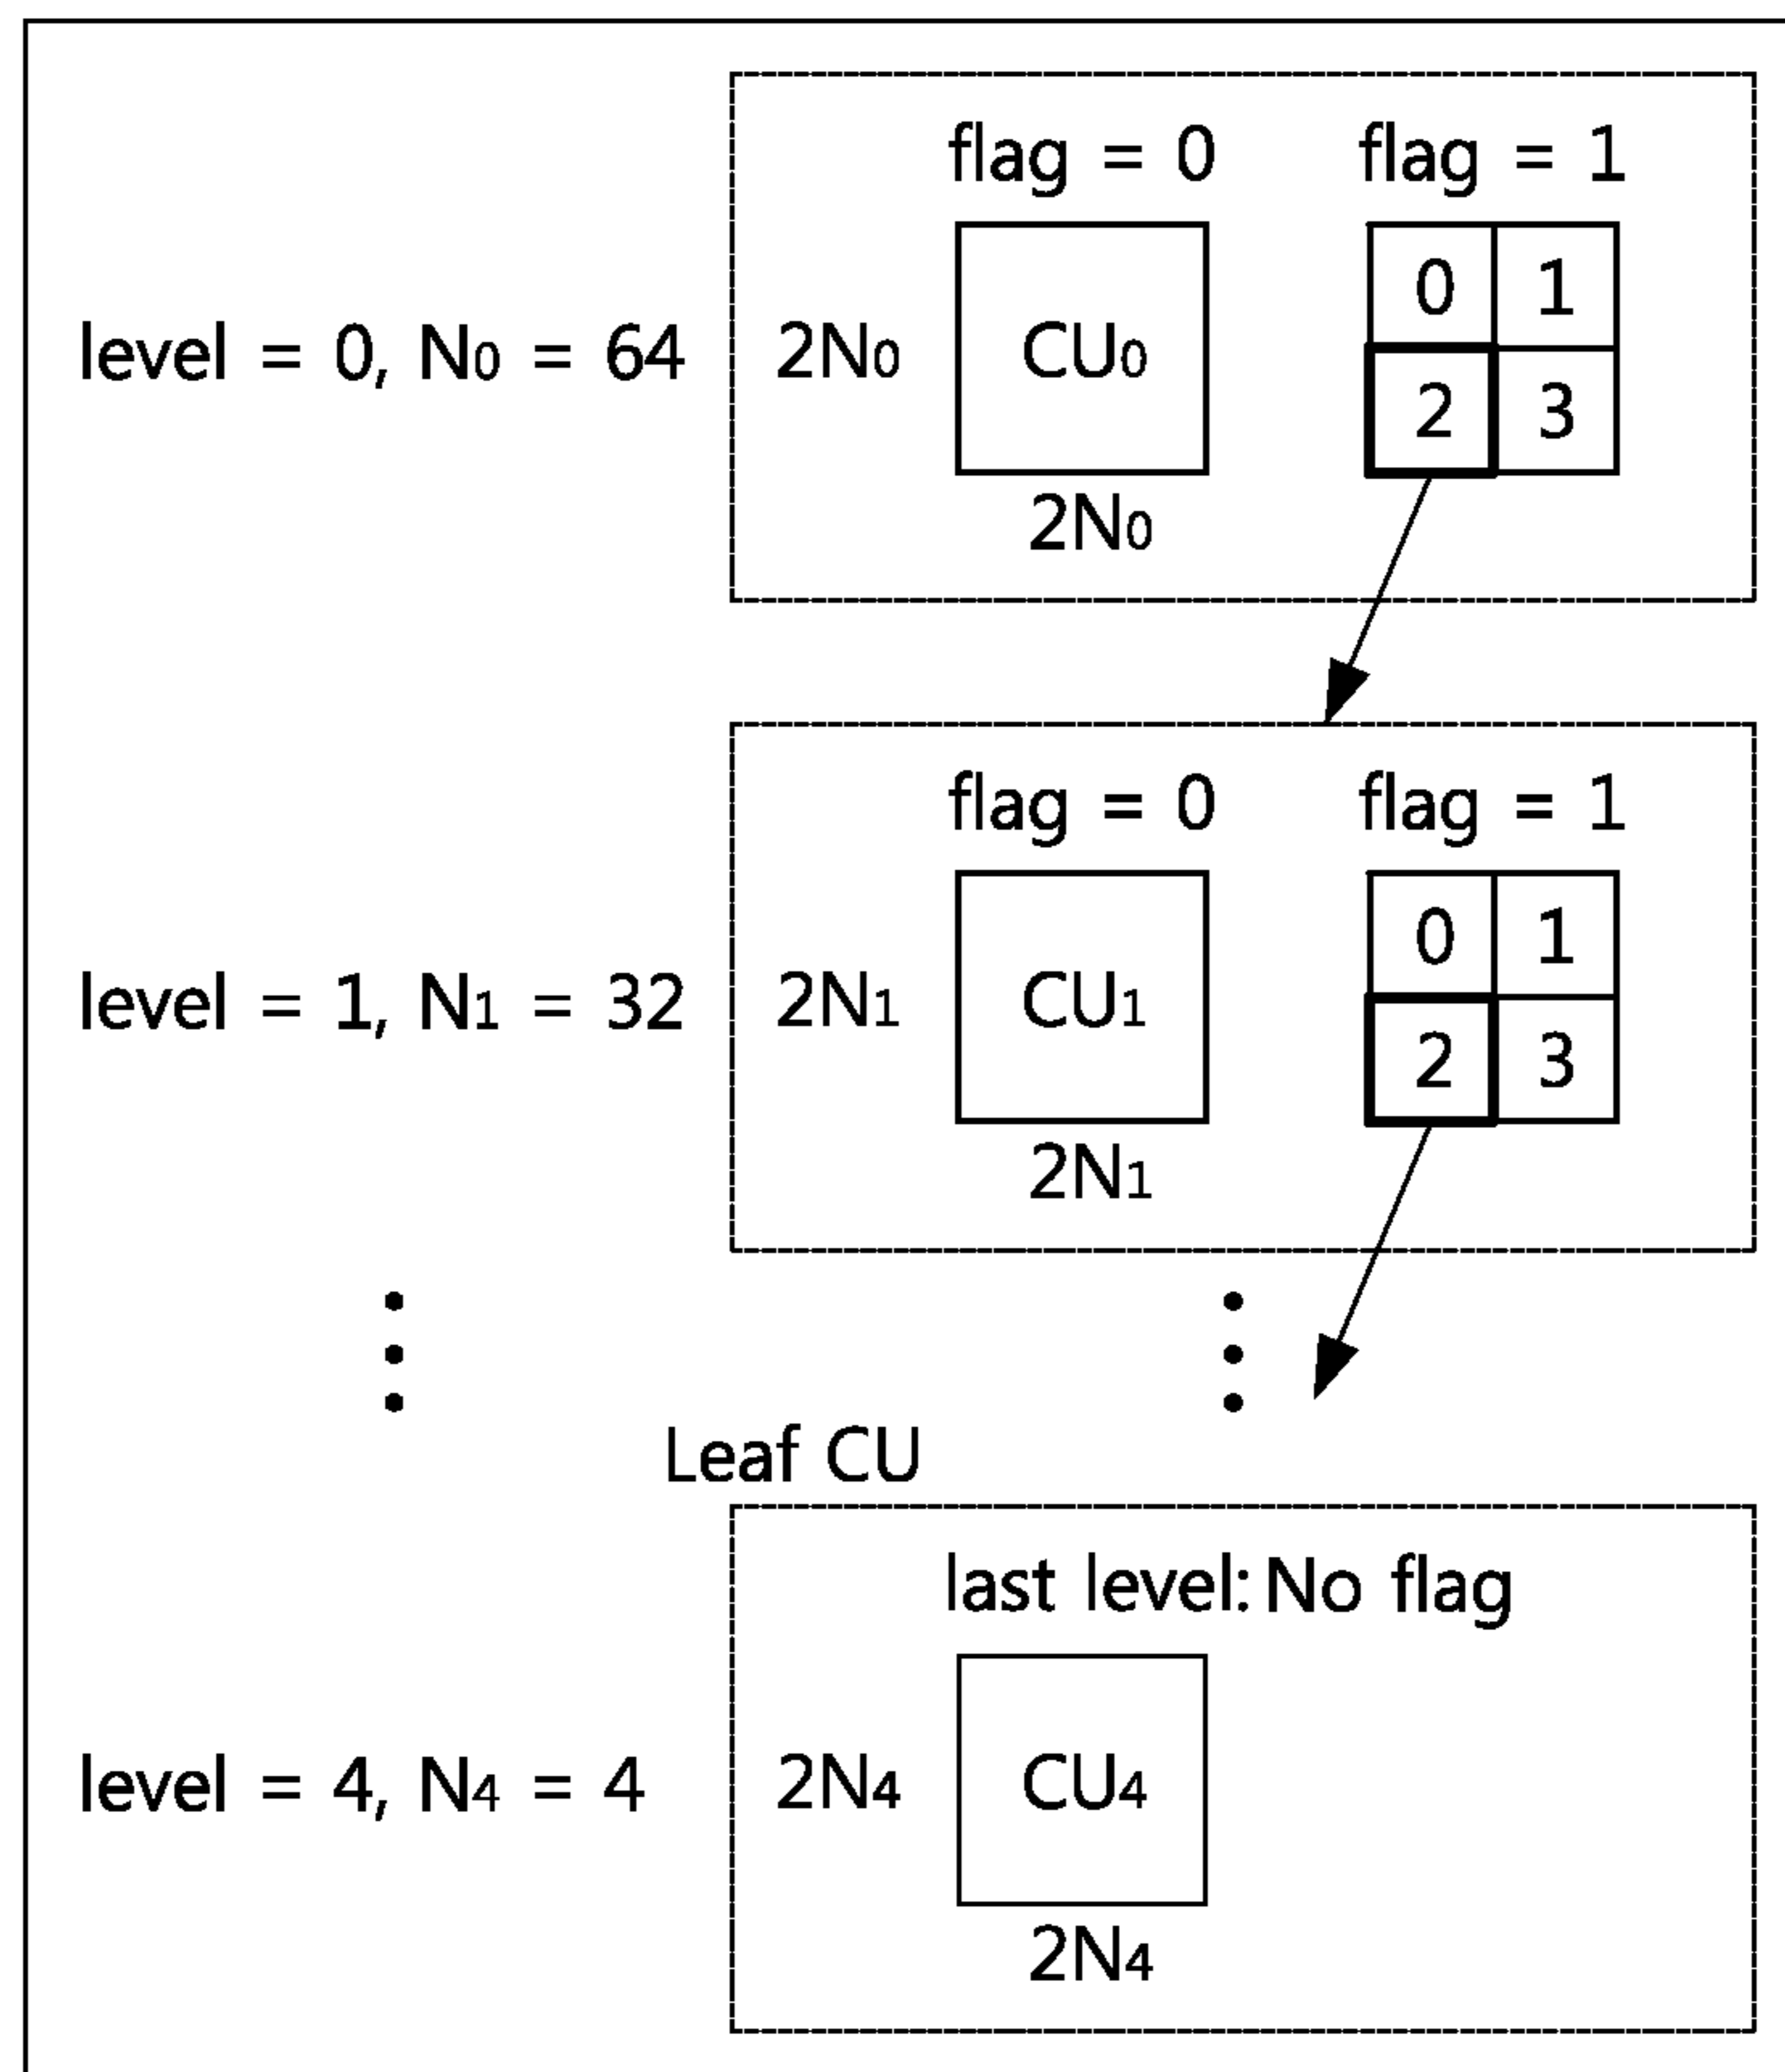 flag = 0 flag = 1
0 1
level = 0, N0 = 64 2N0 CU0
2 3
2N0
flag = 0 flag = 1
0 1
level = 1, N1 = 32 2N1 CU1
2 3
2N1
Leaf CU
last level: No flag
level = 4, N4 = 4 2N4 CU4
2N4